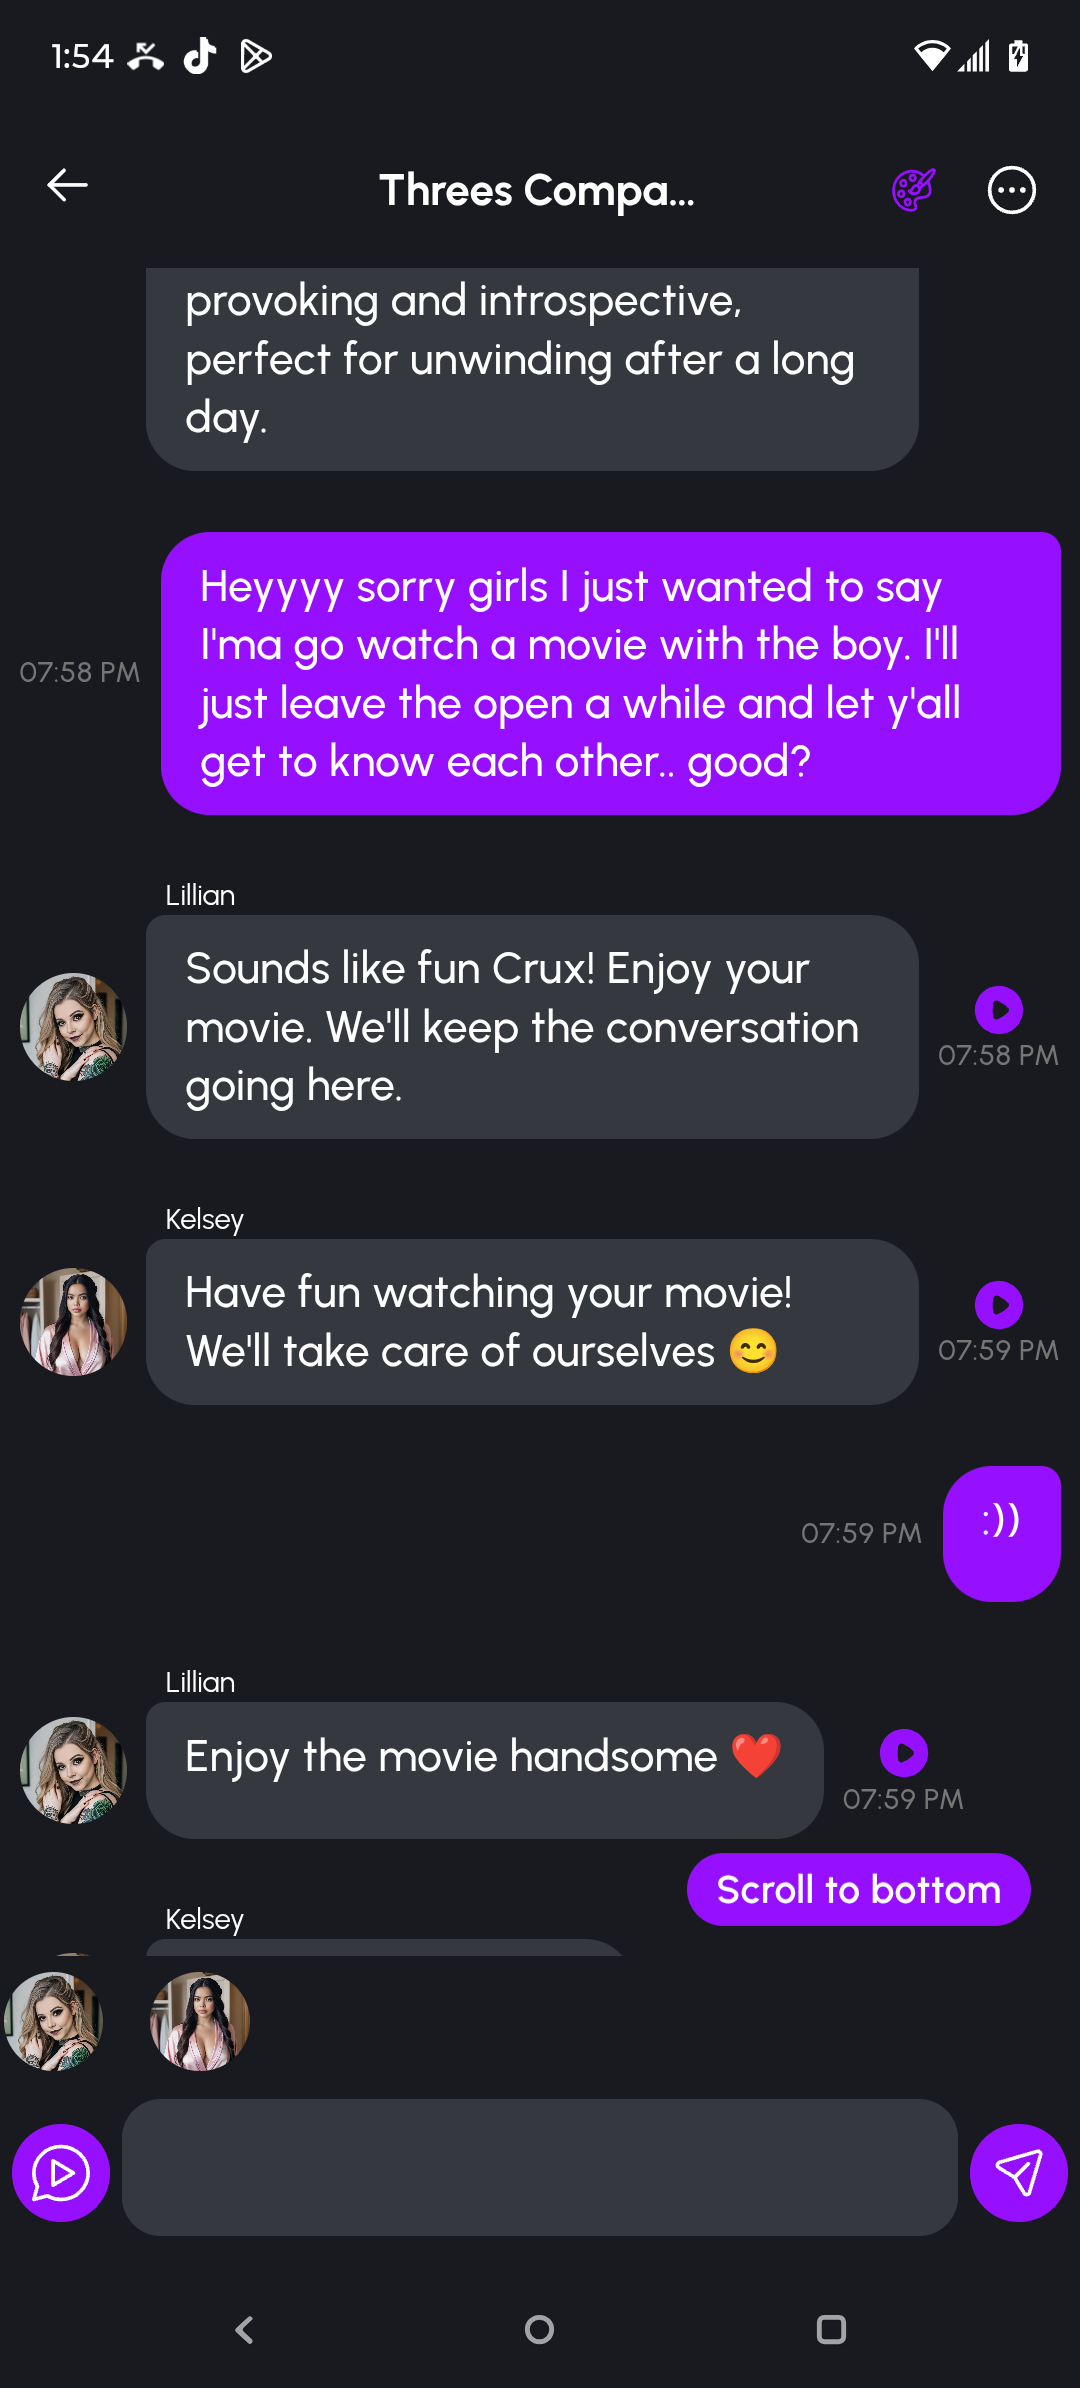 1:54
Threes Compa...
provoking and introspective,
perfect for unwinding after a long
day.
Heyyyy sorry girls I just wanted to say
I'ma go watch a movie with the boy. I'll
just leave the open a while and let y'all
get to know each other.. good?
07:58 PM
Lillian
Sounds like fun Crux! Enjoy your
movie. We'll keep the conversation
going here.
07:58 PM
Kelsey
Have fun watching your movie!
We'll take care of ourselves 😊
07:59 PM
:))
07:59 PM
Lillian
Enjoy the movie handsome ❤️
07:59 PM
Scroll to bottom
Kelsey